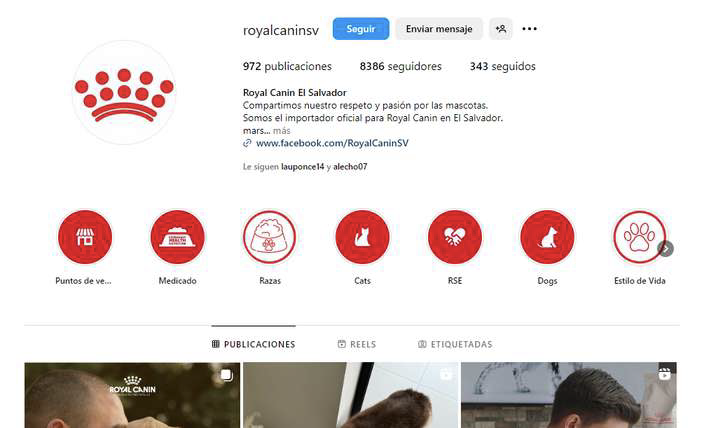 royalcaninsv Seguir Enviar mensaje
972 publicaciones 8386 seguidores 343 seguidos
Royal Canin El Salvador
Compartimos nuestro respeto y pasión por las mascotas.
Somos el importador oficial para Royal Canin en El Salvador.
mars... más
www.facebook.com/RoyalCaninSV
Le siguen lauponce14 y alecho07
Puntos de ve... Medicado Razas Cats RSE Dogs Estilo de Vida
PUBLICACIONES REELS ETIQUETADAS
ROYAL CANIN